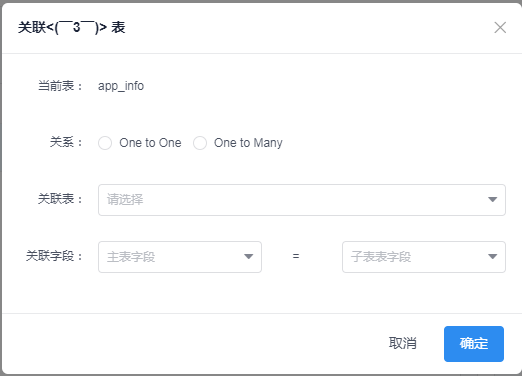 关联<(￣3￣)> 表
当前表： app_info
关系： One to One One to Many
关联表： 请选择
关联字段： 主表字段 = 子表表字段
取消 确定